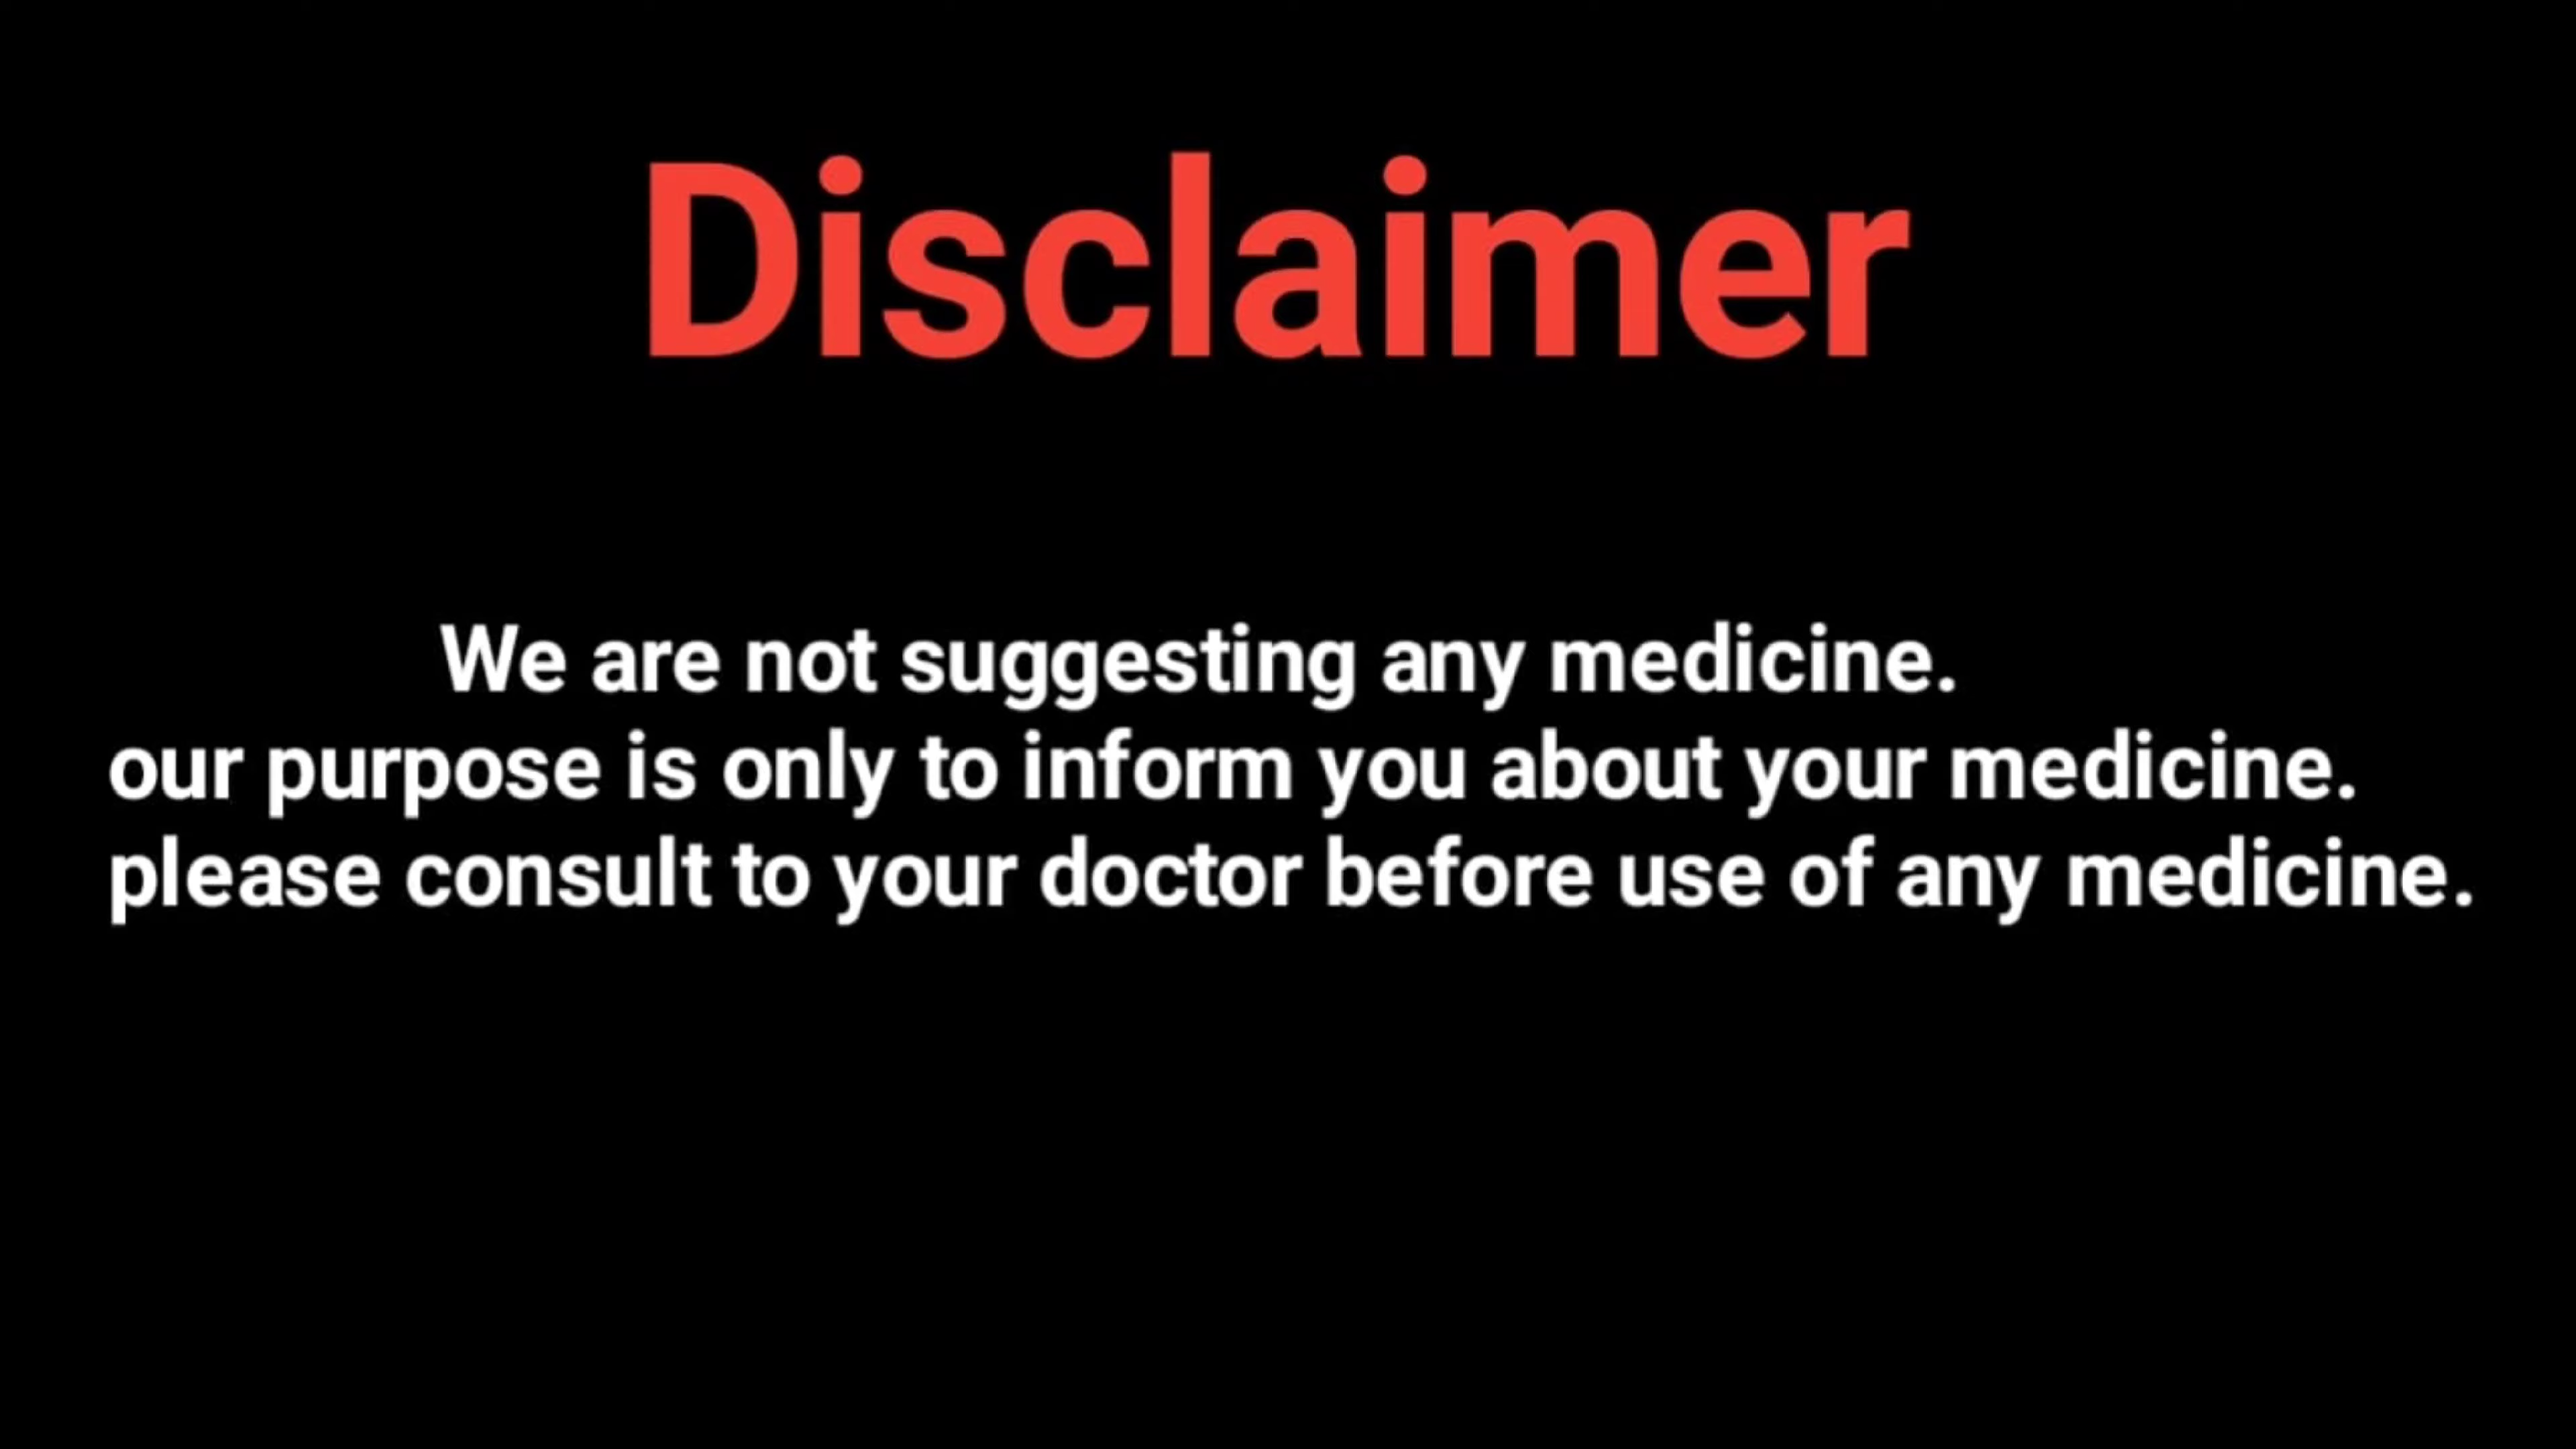 Disclaimer
We are not suggesting any medicine.
our purpose is only to inform you about your medicine.
please consult to your doctor before use of any medicine.